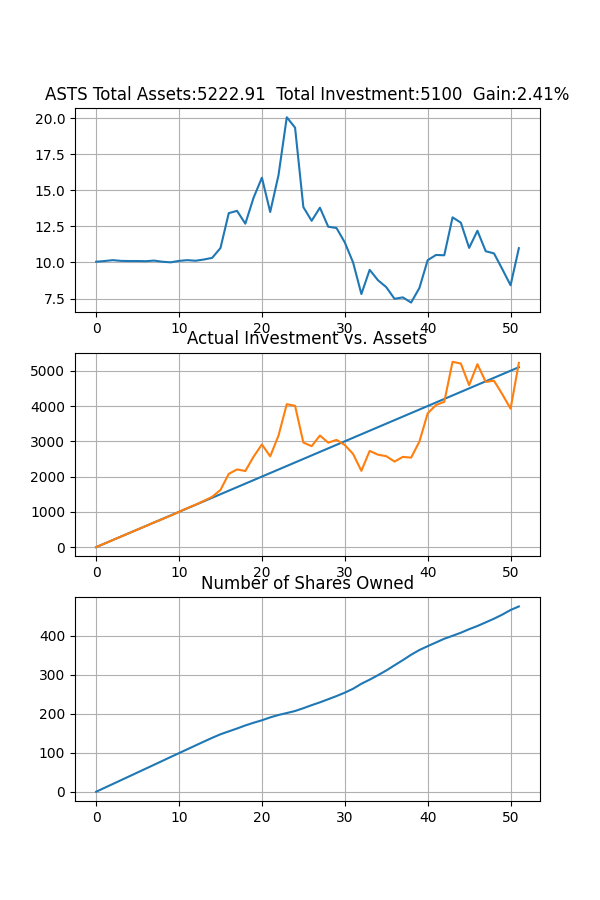 ASTS Total Assets:5222.91  Total Investment:5100  Gain:2.41%
20.0
17.5
15.0
12.5
10.0
7.5
0 10 20 30 40 50
Actual Investment vs. Assets
5000
4000
3000
2000
1000
0
0 10 20 30 40 50
Number of Shares Owned
400
300
200
100
0
0 10 20 30 40 50